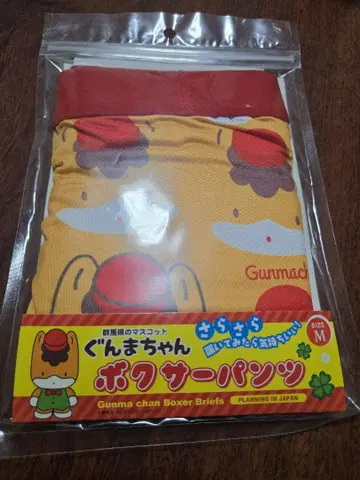 Gunmach
群馬県のマスコット
ぐんまちゃん
さらさら
履いてみたら気持ちいい!
SIZE
M
ボクサーパンツ
Gunma chan Boxer Briefs
PLANNING IN JAPAN